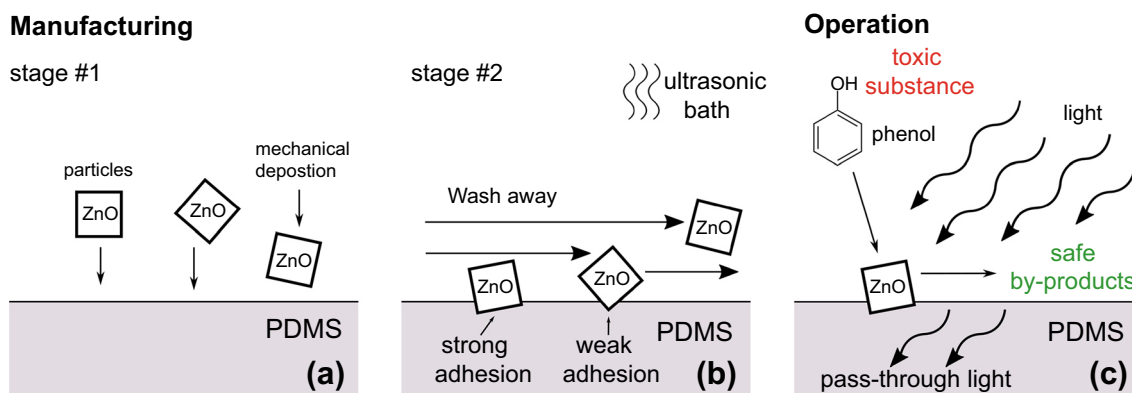 Manufacturing
stage #1
particles
mechanical
depostion
ZnO
ZnO
ZnO
PDMS
(a)
stage #2
ultrasonic
bath
Wash away
ZnO
ZnO
ZnO
PDMS
strong
adhesion
weak
adhesion
(b)
Operation
toxic
substance
OH
phenol
light
ZnO
safe
by-products
PDMS
pass-through light
(c)